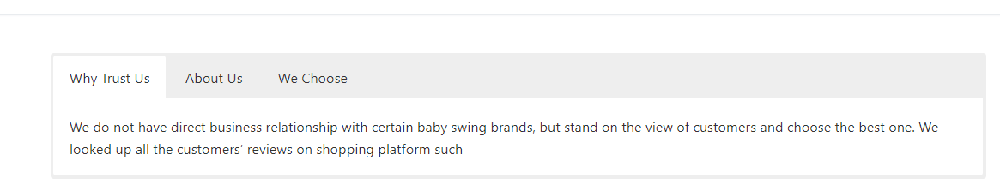 Why Trust Us About Us We Choose
We do not have direct business relationship with certain baby swing brands, but stand on the view of customers and choose the best one. We
looked up all the customers’ reviews on shopping platform such